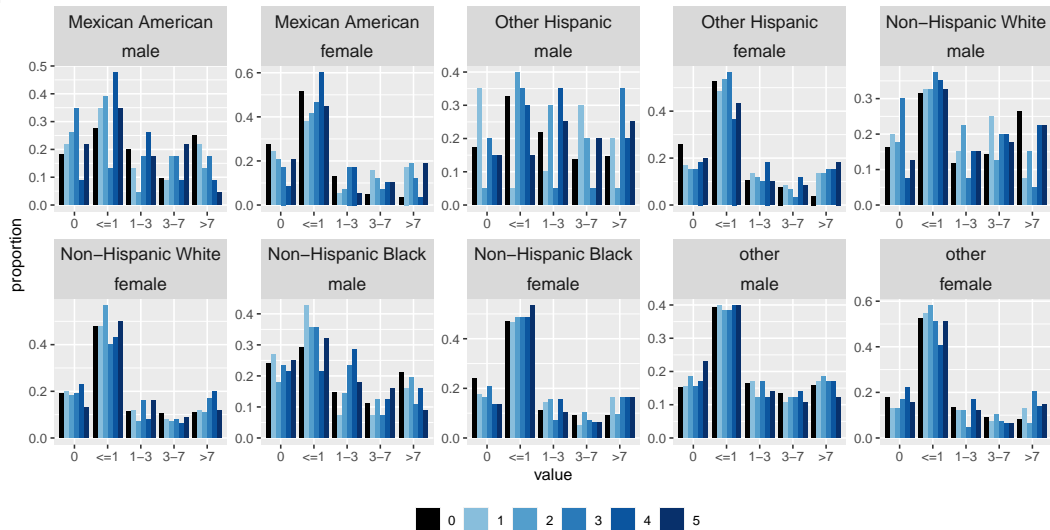 Mexican American Mexican American Other Hispanic Other Hispanic Non−Hispanic White
male female male female male
0.5 0.6 0.4 0.3
0.4 0.3 0.4 0.2
0.3 0.4 0.2 0.2 0.1
0.2 0.2 0.1 0.0 0.0
0.1 0.0 0.0
0.0
0 <=1 1−3 3−7 >7 0 <=1 1−3 3−7 >7 0 <=1 1−3 3−7 >7 0 <=1 1−3 3−7 >7 0 <=1 1−3 3−7 >7
proportion
Non−Hispanic White Non−Hispanic Black Non−Hispanic Black other other
female male female male female
0.4 0.4 0.4 0.4 0.6
0.2 0.3 0.2 0.3 0.4
0.0 0.2 0.0 0.2 0.2
0.1 0.1 0.0
0.0 0.0
0 <=1 1−3 3−7 >7 0 <=1 1−3 3−7 >7 0 <=1 1−3 3−7 >7 0 <=1 1−3 3−7 >7 0 <=1 1−3 3−7 >7
value
0 1 2 3 4 5